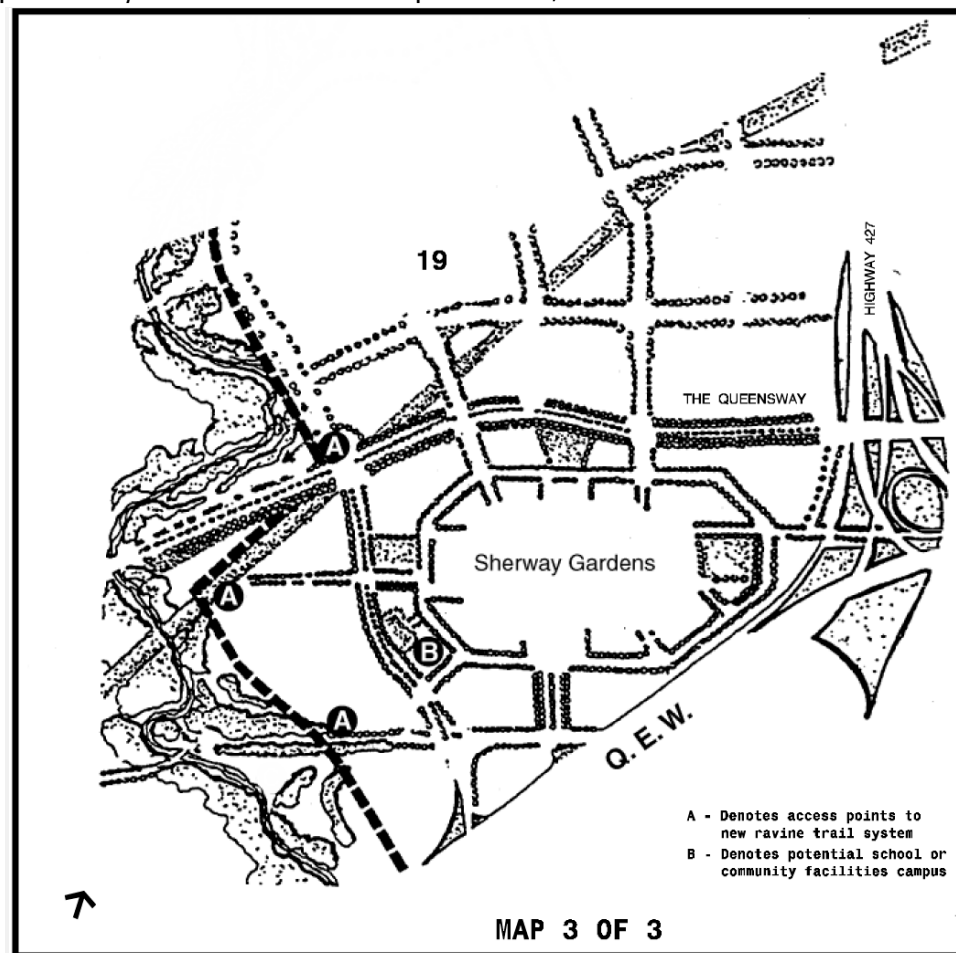 19
HIGHWAY 427
THE QUEENSWAY
A
Sherway Gardens
A
B
A
Q. E. W.
A - Denotes access points to
new ravine trail system
B - Denotes potential school or
community facilities campus
MAP 3 OF 3